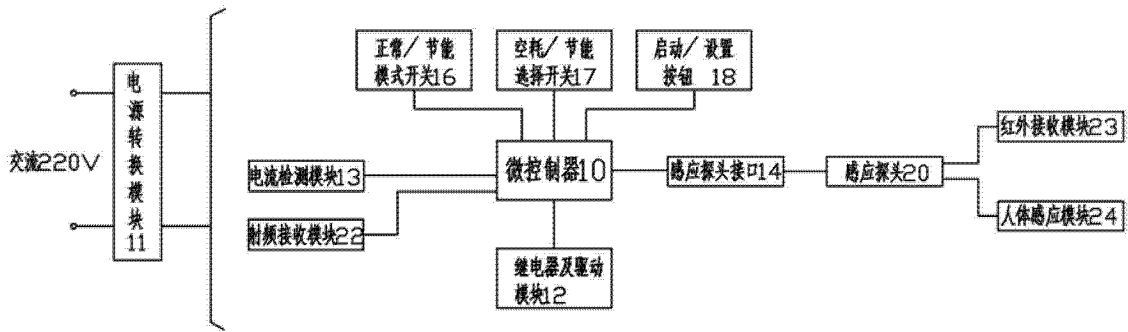 交流220V
电
源
转
换
模
块
11
正常/节能
模式开关16
空耗/节能
选择开关17
启动/设置
按钮 18
电流检测模块13
射频接收模块22
微控制器10
继电器及驱动
模块12
感应探头接口14
感应探头20
红外接收模块23
人体感应模块24